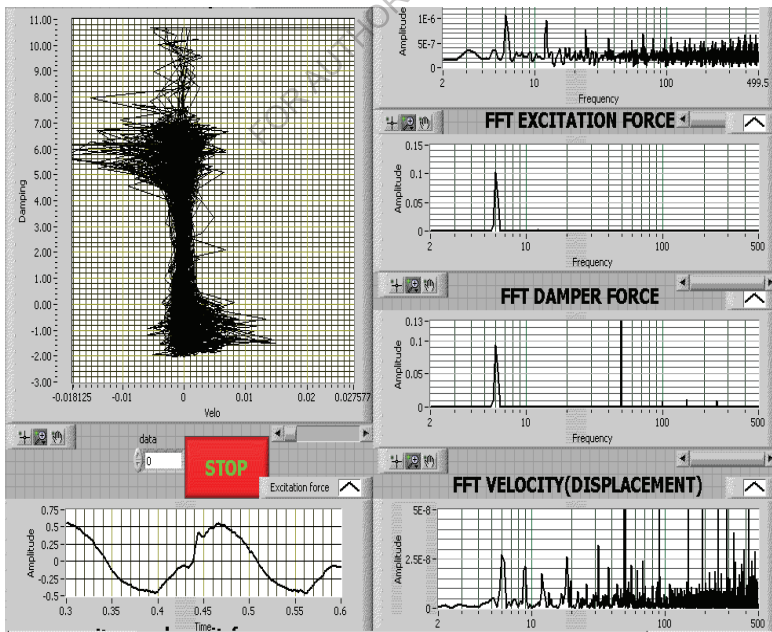 11.00
10.00
9.00
8.00
7.00
6.00
5.00
4.00
3.00
2.00
1.00
0.00
-1.00
-2.00
-3.00
Damping
-0.018125 -0.01 0 0.01 0.02 0.027577
Velo
data
0
STOP
Excitation force
0.75
0.5
0.25
0
-0.25
-0.5
Amplitude
0.3 0.35 0.4 0.45 0.5 0.55 0.6
Time
FOR AUTHOR
1E-6
5E-7
0
Amplitude
2 10 100 499.5
Frequency
FFT EXCITATION FORCE
0.15
0.1
0.05
0
Amplitude
2 10 100 500
Frequency
FFT DAMPER FORCE
0.13
0.1
0.05
0
Amplitude
2 10 100 500
Frequency
FFT VELOCITY(DISPLACEMENT)
5E-8
2.5E-8
0
Amplitude
2 10 100 500